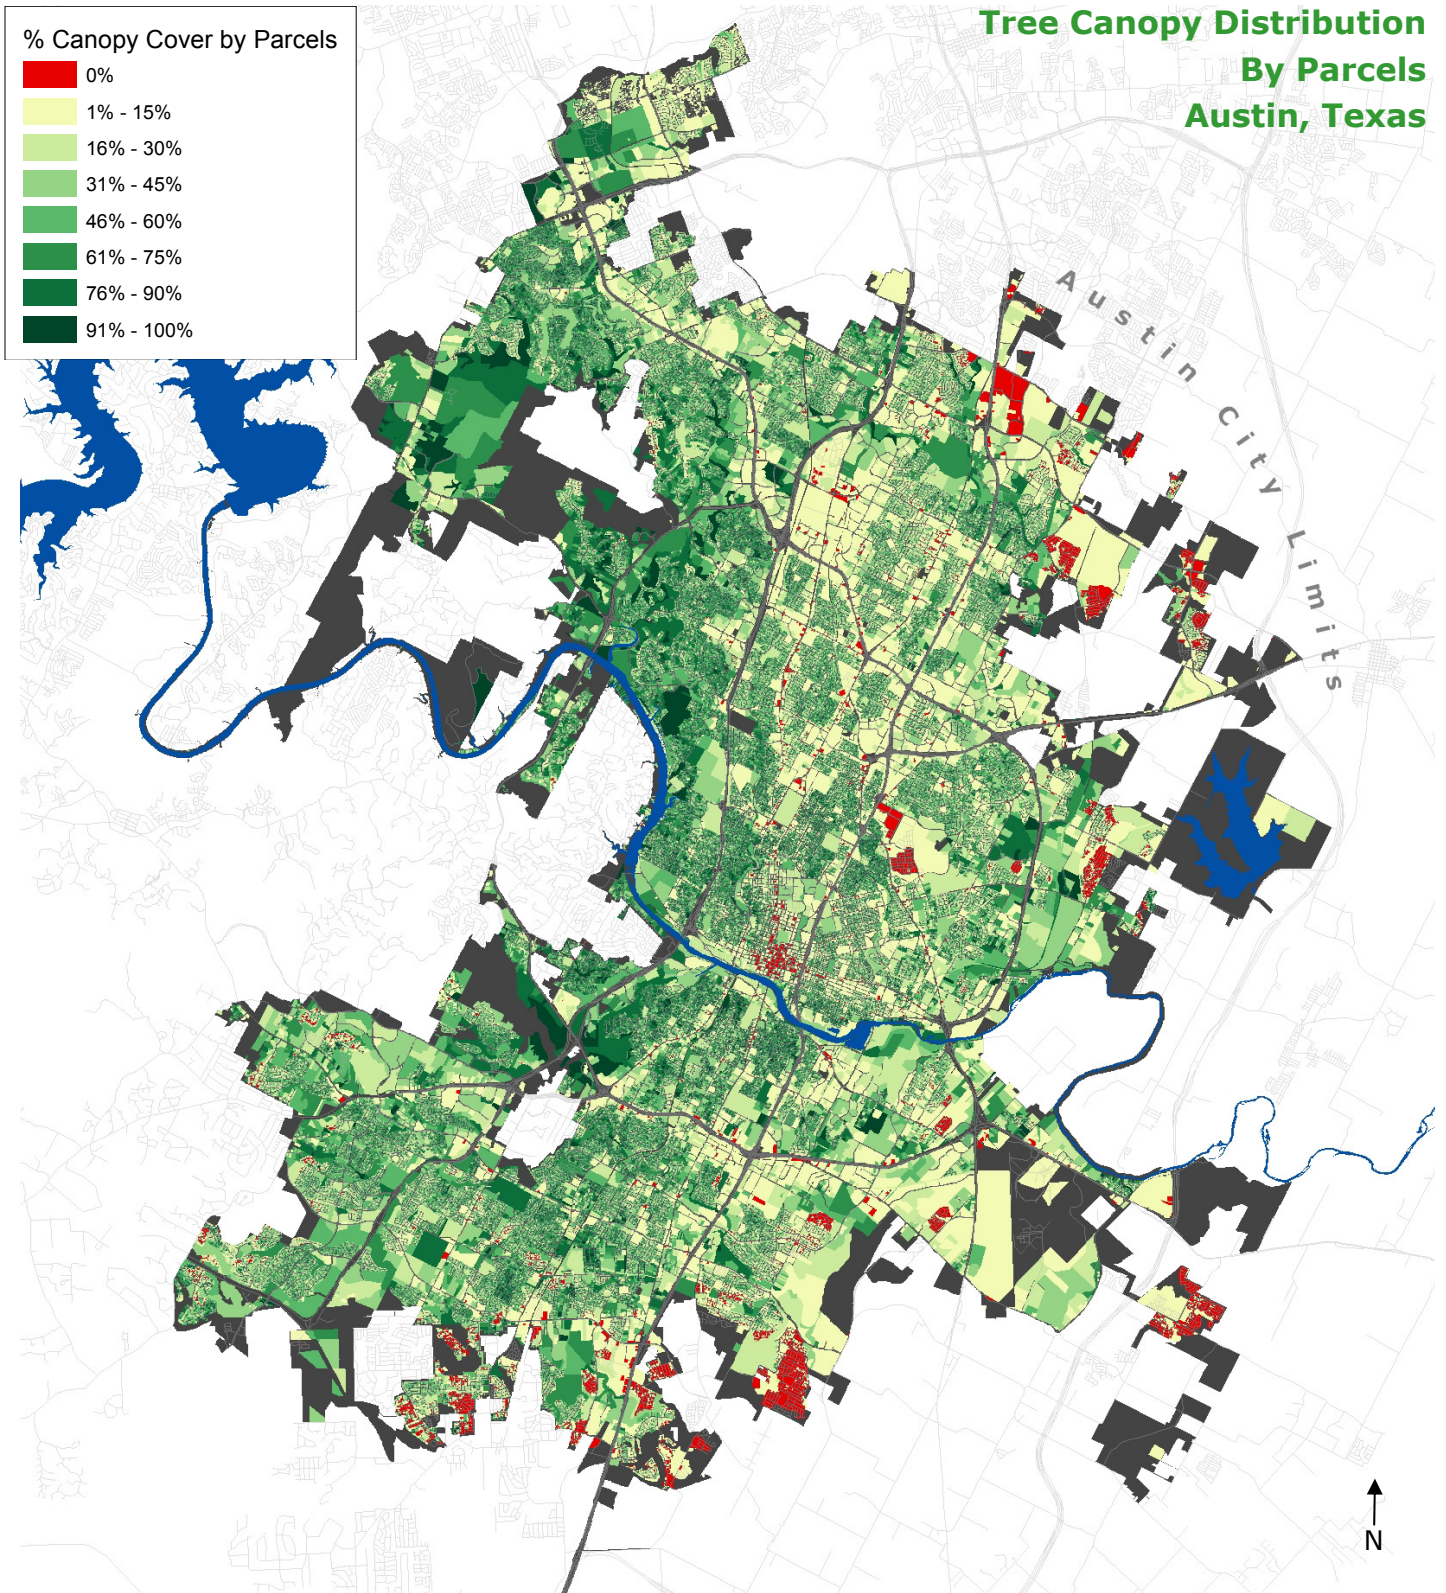 Tree Canopy Distribution
By Parcels
Austin, Texas
% Canopy Cover by Parcels
0%
1% - 15%
16% - 30%
31% - 45%
46% - 60%
61% - 75%
76% - 90%
91% - 100%
Austin City Limits
N